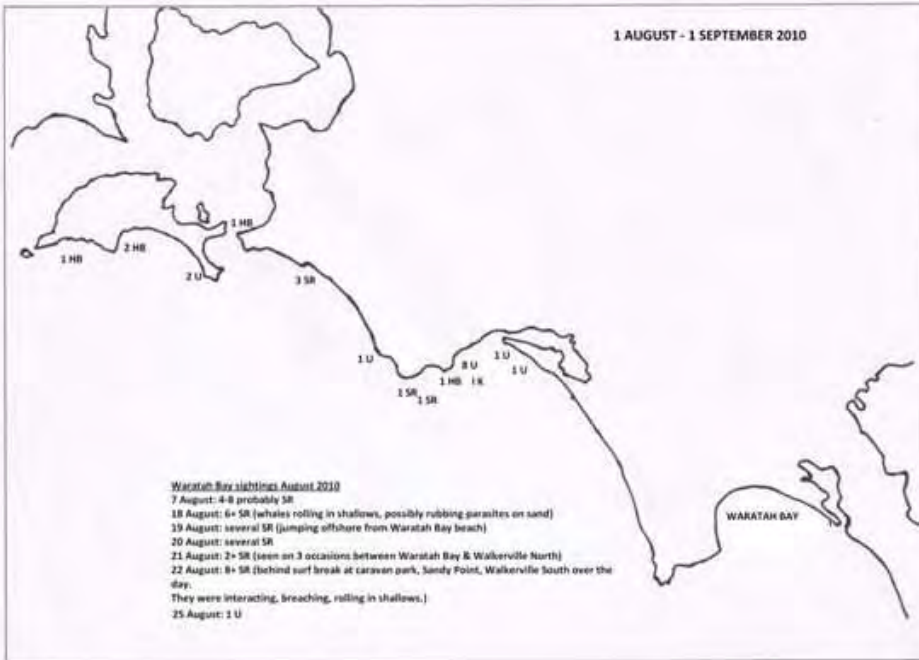 1 AUGUST - 1 SEPTEMBER 2010
1 HB
2 HB
1 HB
2 U
3 SR
1 U
8 U
1 U
1 HB
I K
1 U
1 SR
1 SR
WARATAH BAY
Waratah Bay sightings August 2010
7 August: 4-8 probably SR
18 August: 6+ SR (whales rolling in shallows, possibly rubbing parasites on sand)
19 August: several SR (jumping offshore from Waratah Bay beach)
20 August: several SR
21 August: 2+ SR (seen on 3 occasions between Waratah Bay & Walkerville North)
22 August: 8+ SR (behind surf break at caravan park, Sandy Point, Walkerville South over the
day.
They were interacting, breaching, rolling in shallows.)
25 August: 1 U